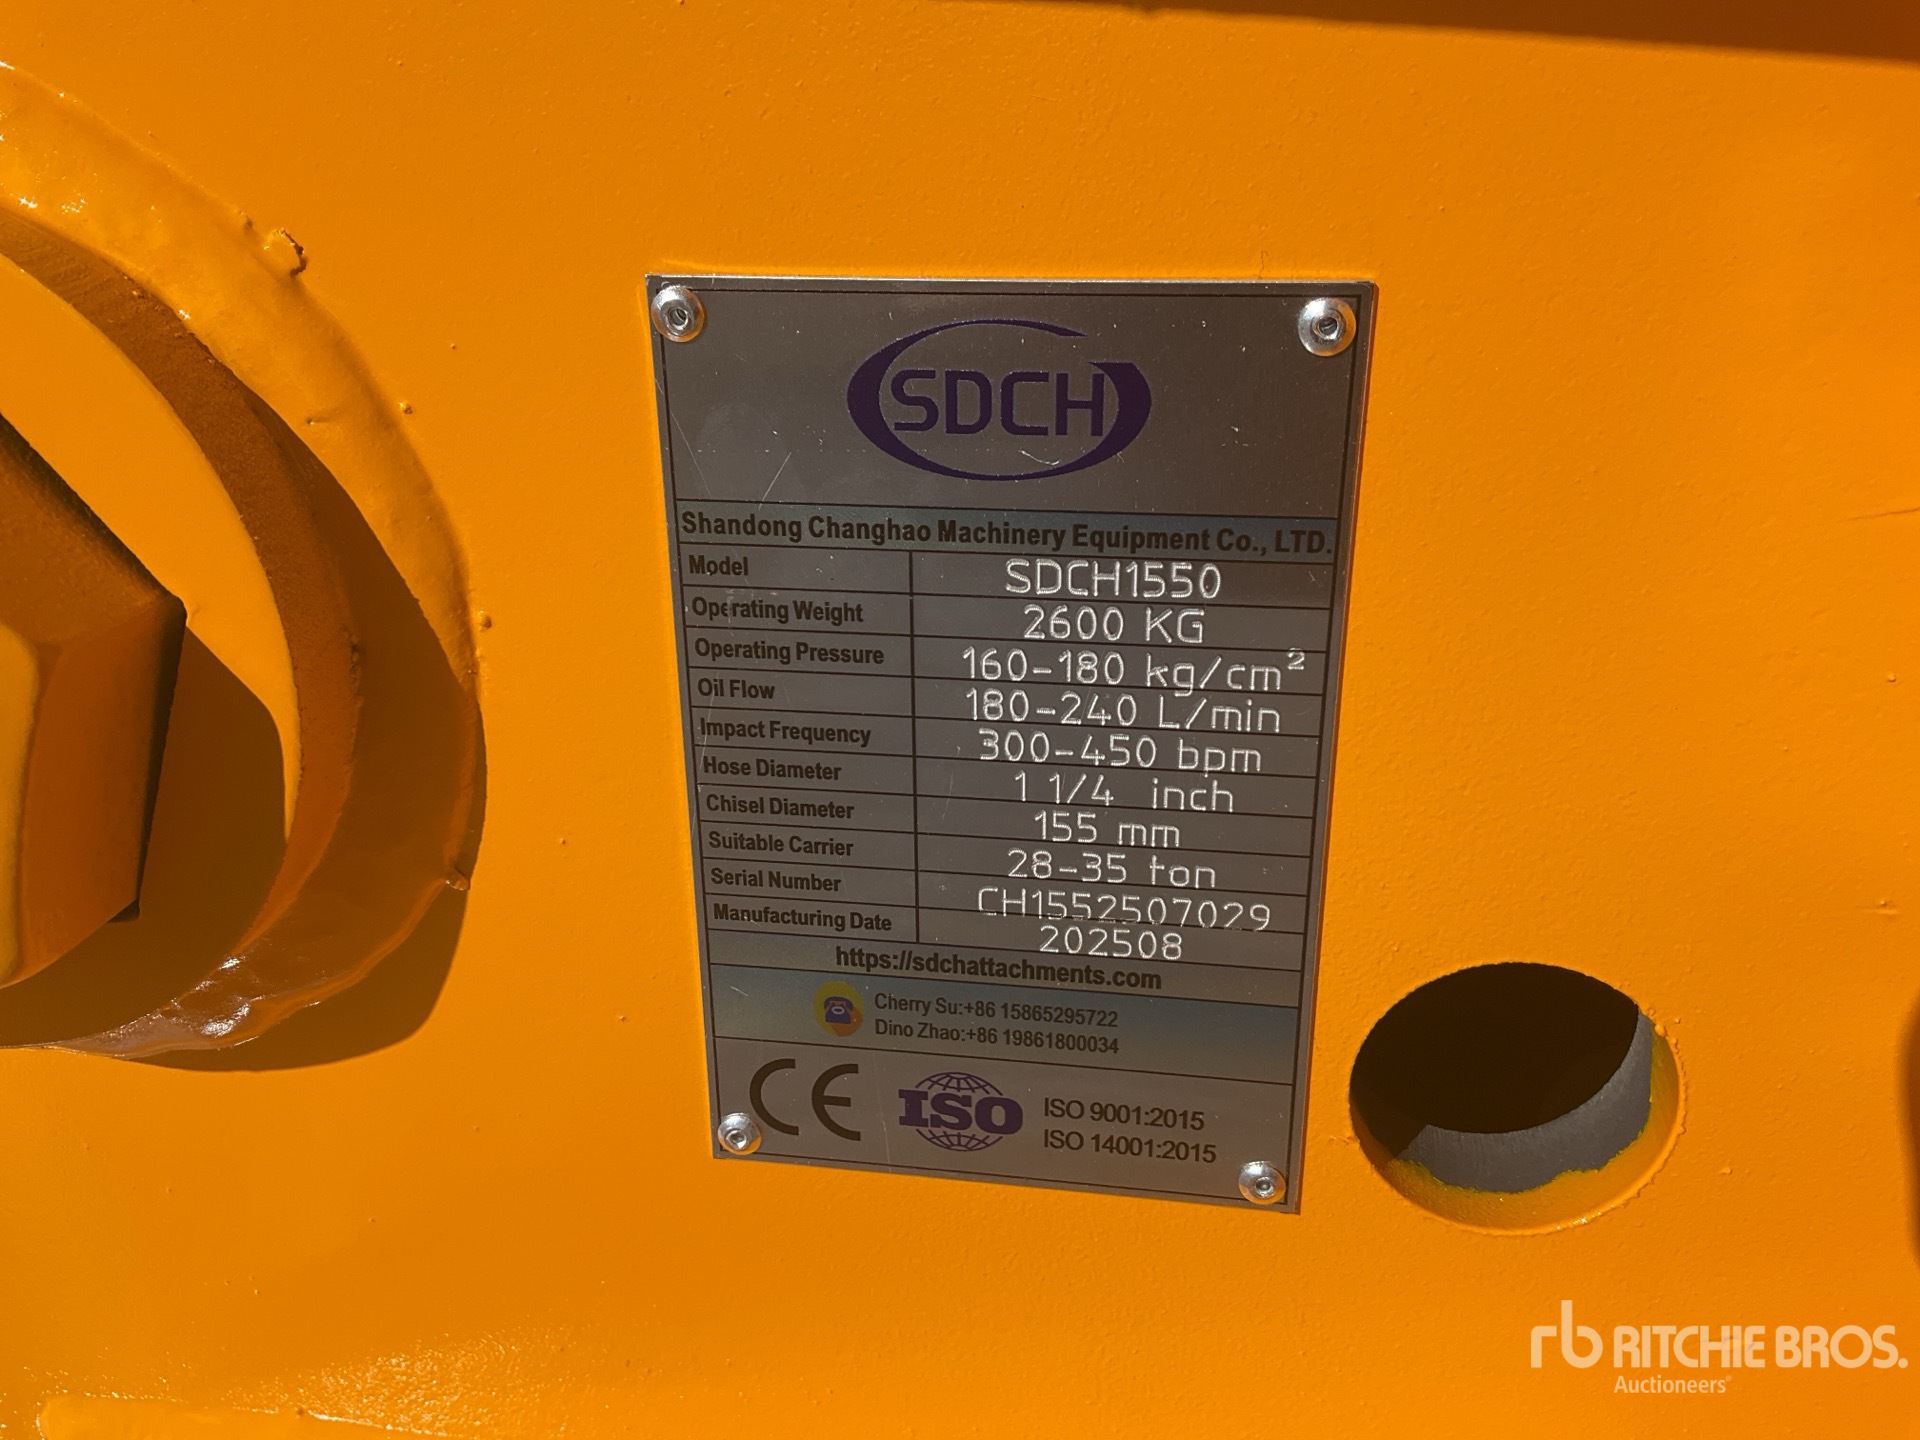 SDCH
Shandong Changhao Machinery Equipment Co., LTD.
Model SDCH1550
Operating Weight 2600 KG
Operating Pressure 160-180 kg/cm²
Oil Flow 180-240 L/min
Impact Frequency 300-450 bpm
Hose Diameter 1 1/4 inch
Chisel Diameter 155 mm
Suitable Carrier 28-35 ton
Serial Number CH1552507029
Manufacturing Date 202508
https://sdchattachments.com
Cherry Su:+86 15865295722
Dino Zhao:+86 19861800034
CE
ISO
ISO 9001:2015
ISO 14001:2015
rb RITCHIE BROS.
Auctioneers